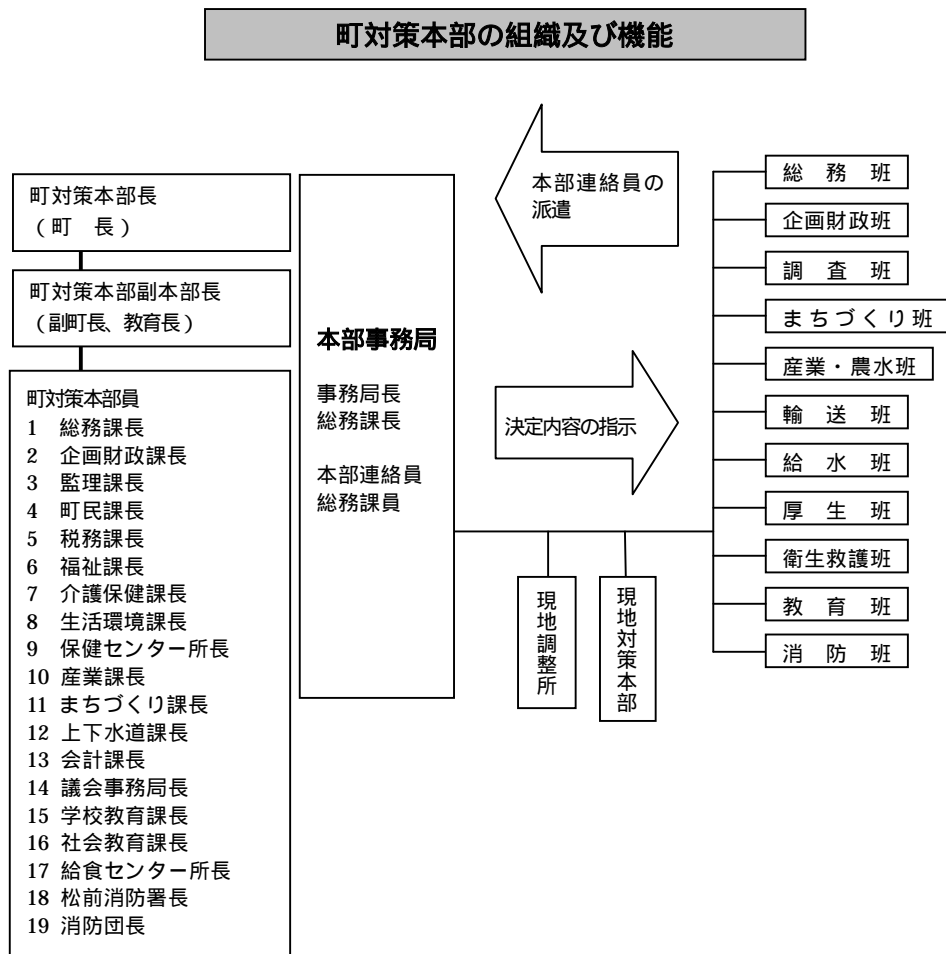 町対策本部の組織及び機能
町対策本部長
（町　長）
町対策本部副本部長
（副町長、教育長）
町対策本部員
1　総務課長
2　企画財政課長
3　監理課長
4　町民課長
5　税務課長
6　福祉課長
7　介護保健課長
8　生活環境課長
9　保健センター所長
10 産業課長
11 まちづくり課長
12 上下水道課長
13 会計課長
14 議会事務局長
15 学校教育課長
16 社会教育課長
17 給食センター所長
18 松前消防署長
19 消防団長
本部事務局
事務局長
総務課長
本部連絡員
総務課員
本部連絡員の
派遣
決定内容の指示
現地調整所
現地対策本部
総　務　班
企画財政班
調　査　班
まちづくり班
産業・農水班
輸　送　班
給　水　班
厚　生　班
衛生救護班
教　育　班
消　防　班